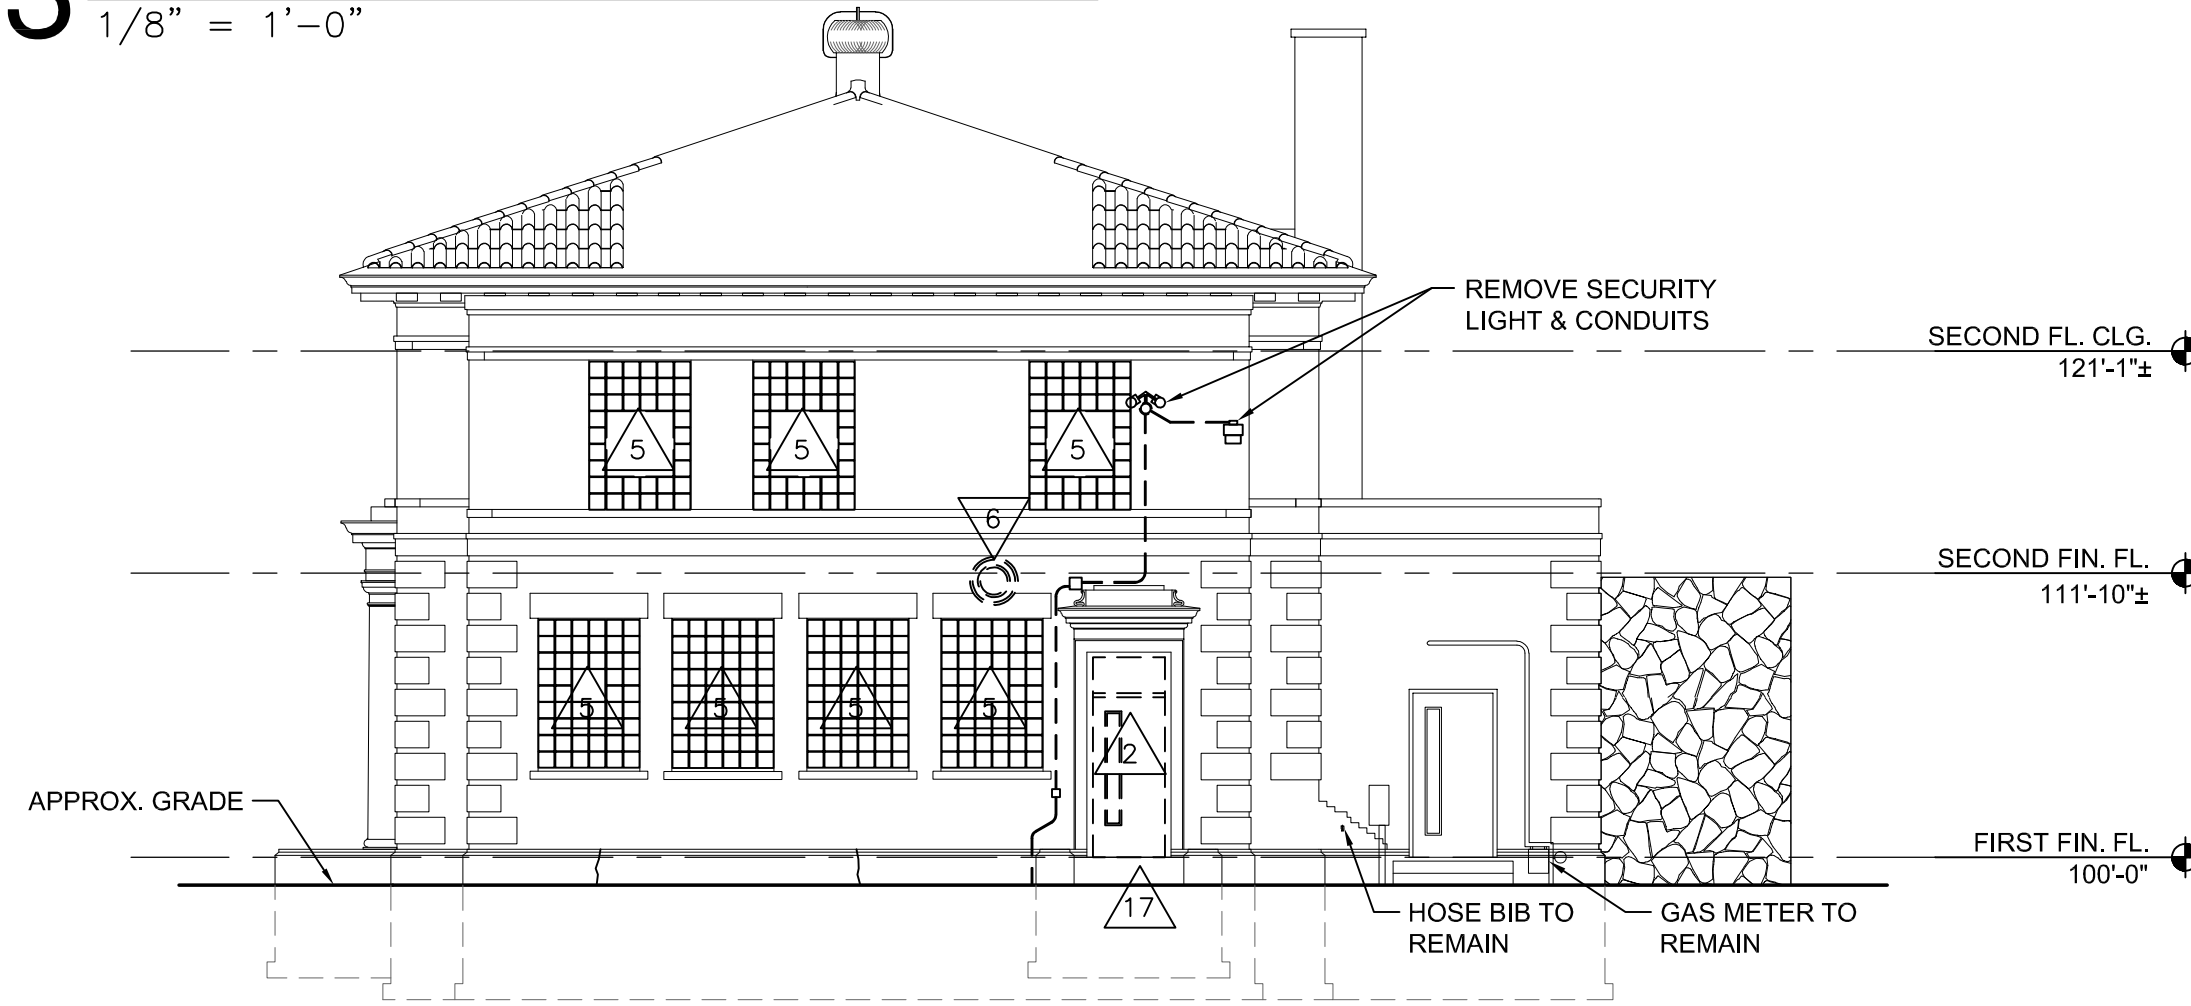 3
1/8" = 1'-0"
REMOVE SECURITY
LIGHT & CONDUITS
SECOND FL. CLG.
121'-1"±
5
5
5
6
SECOND FIN. FL.
111'-10"±
5
5
5
5
2
APPROX. GRADE
FIRST FIN. FL.
100'-0"
17
HOSE BIB TO
REMAIN
GAS METER TO
REMAIN